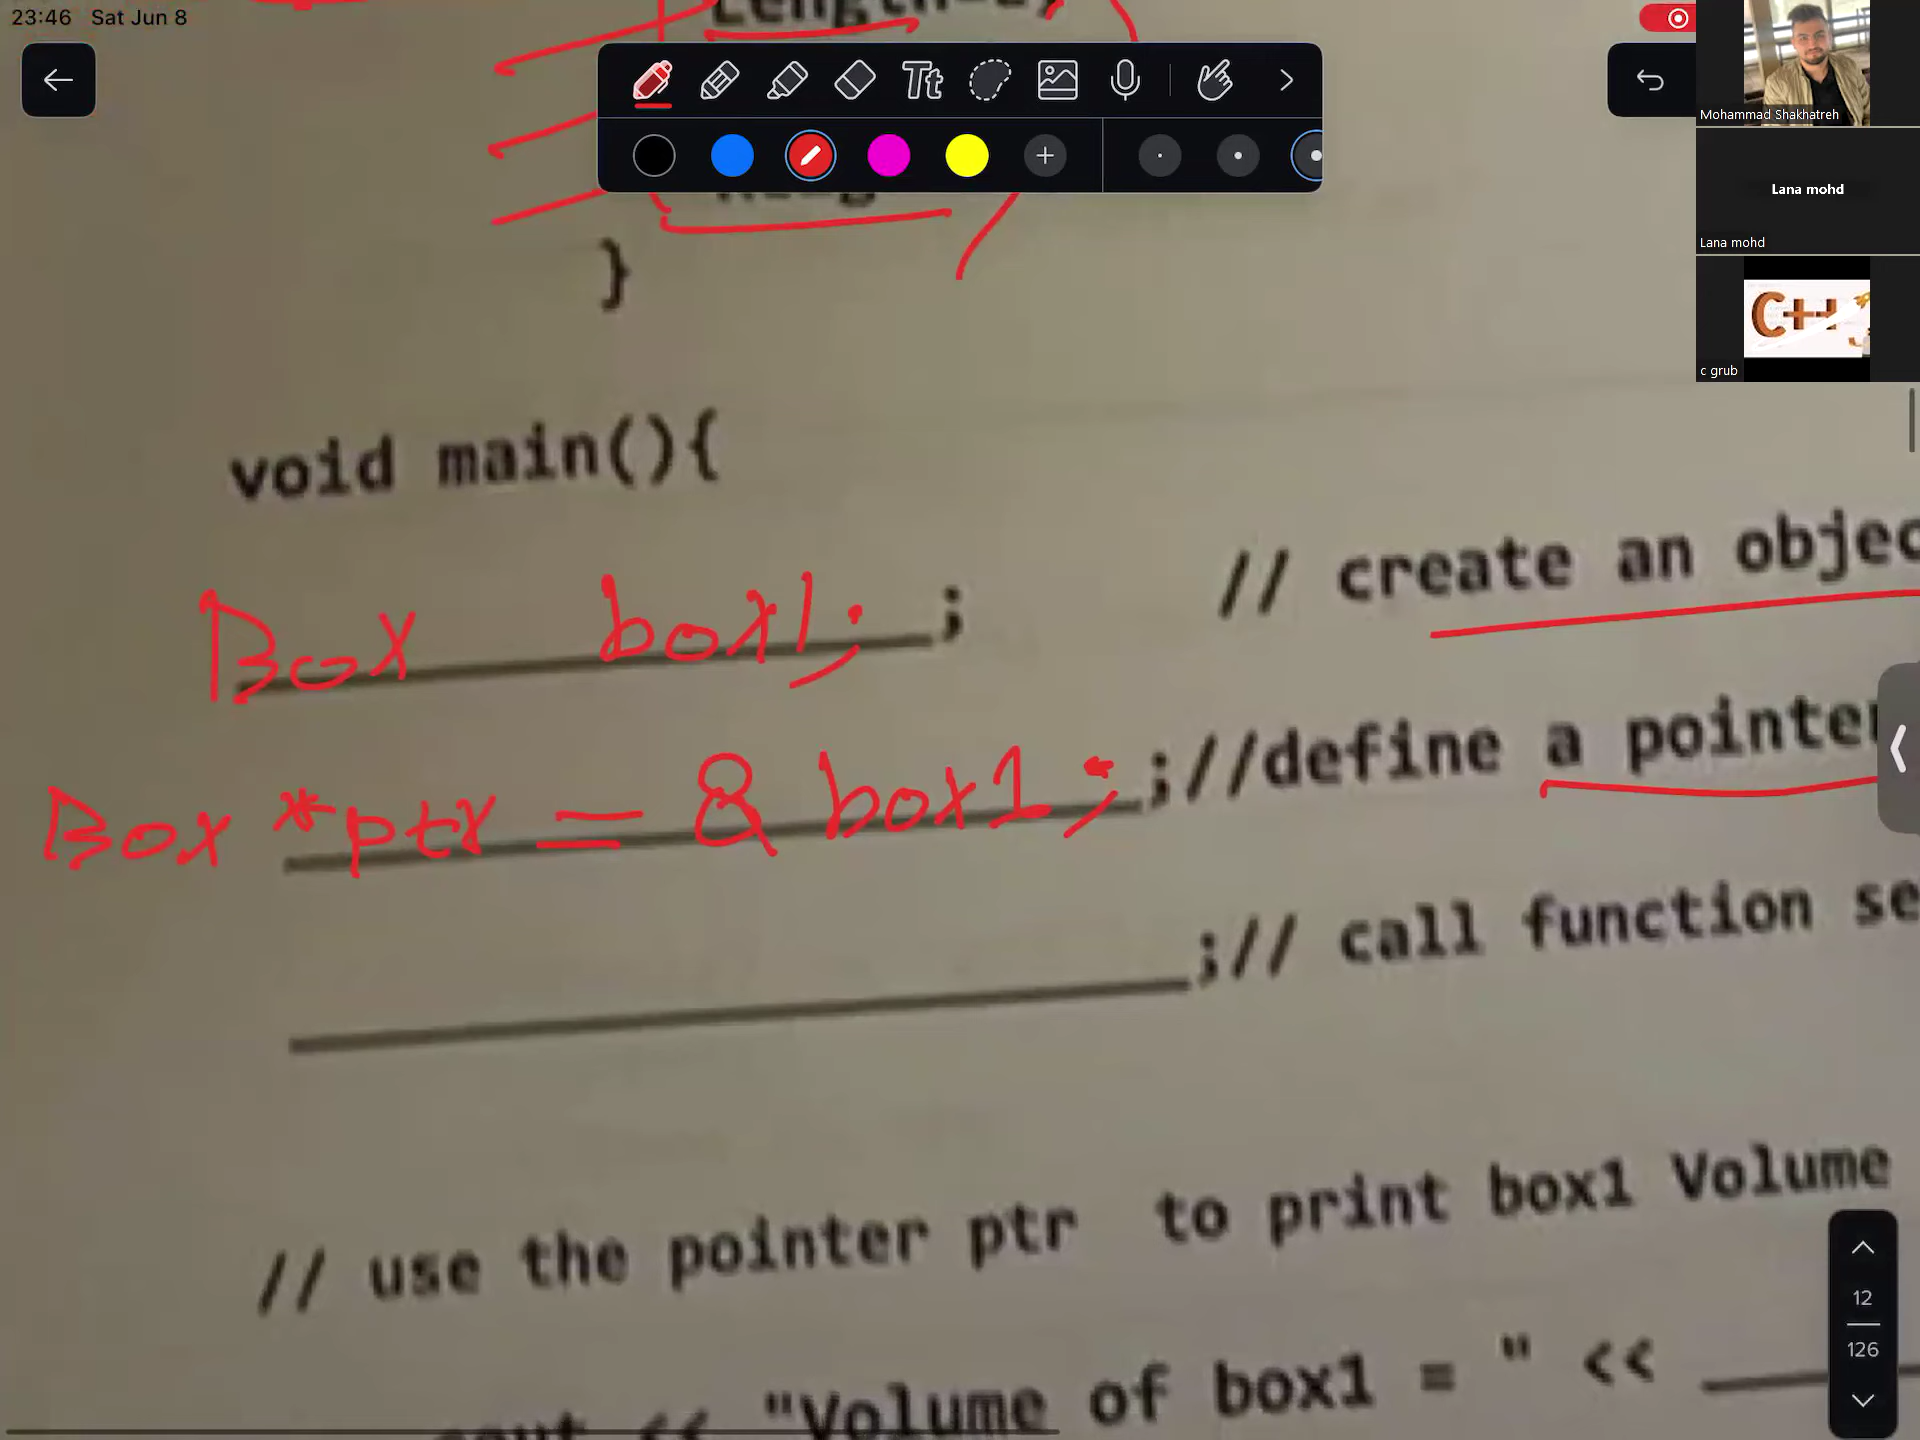 23:46 Sat Jun 8
Tt
Mohammad Shakhatreh
Lana mohd
Lana mohd
C++
c grub
}
void main(){
Box box1; ; // create an objec
Box *ptr = & box1; ;//define a pointer
;// call function se
// use the pointer ptr to print box1 Volume
"Volume of box1 = " <<
12
126